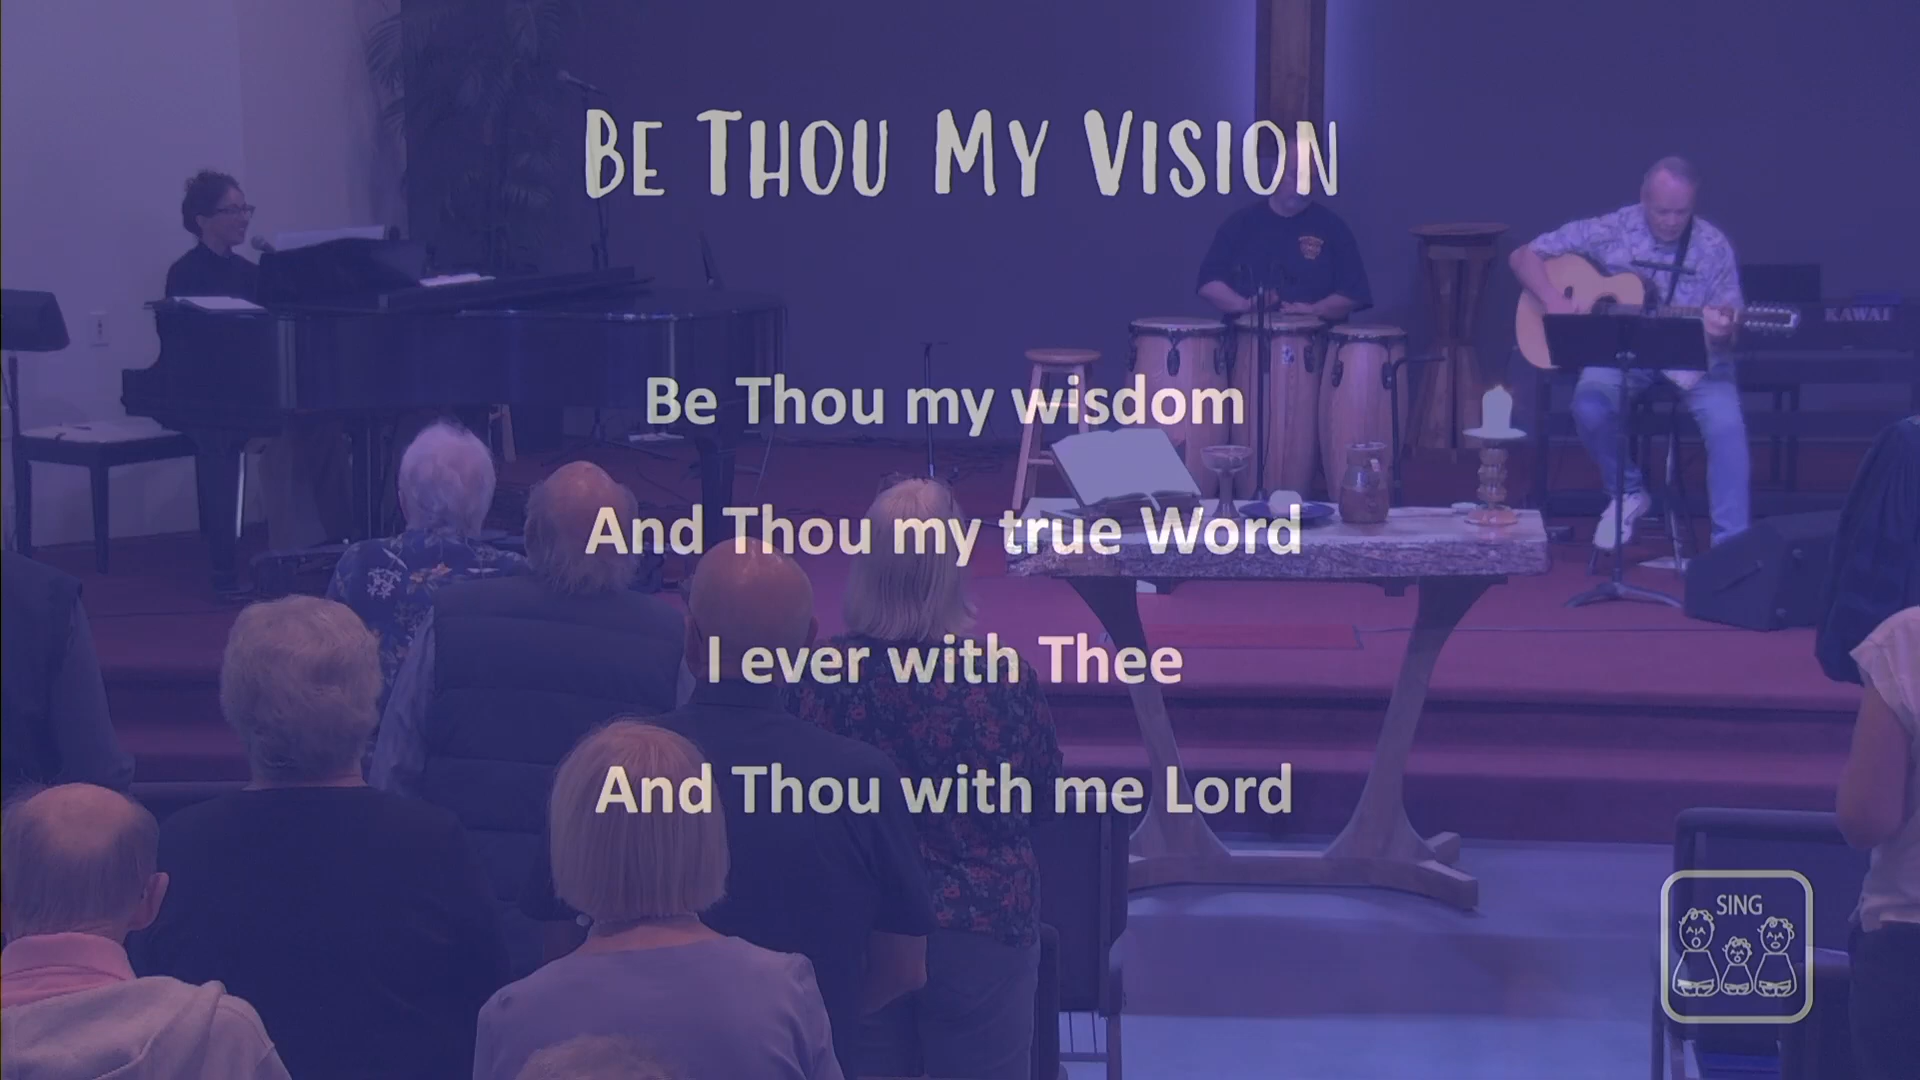 Be Thou My Vision
KAWAI
Be Thou my wisdom
And Thou my true Word
I ever with Thee
And Thou with me Lord
SING